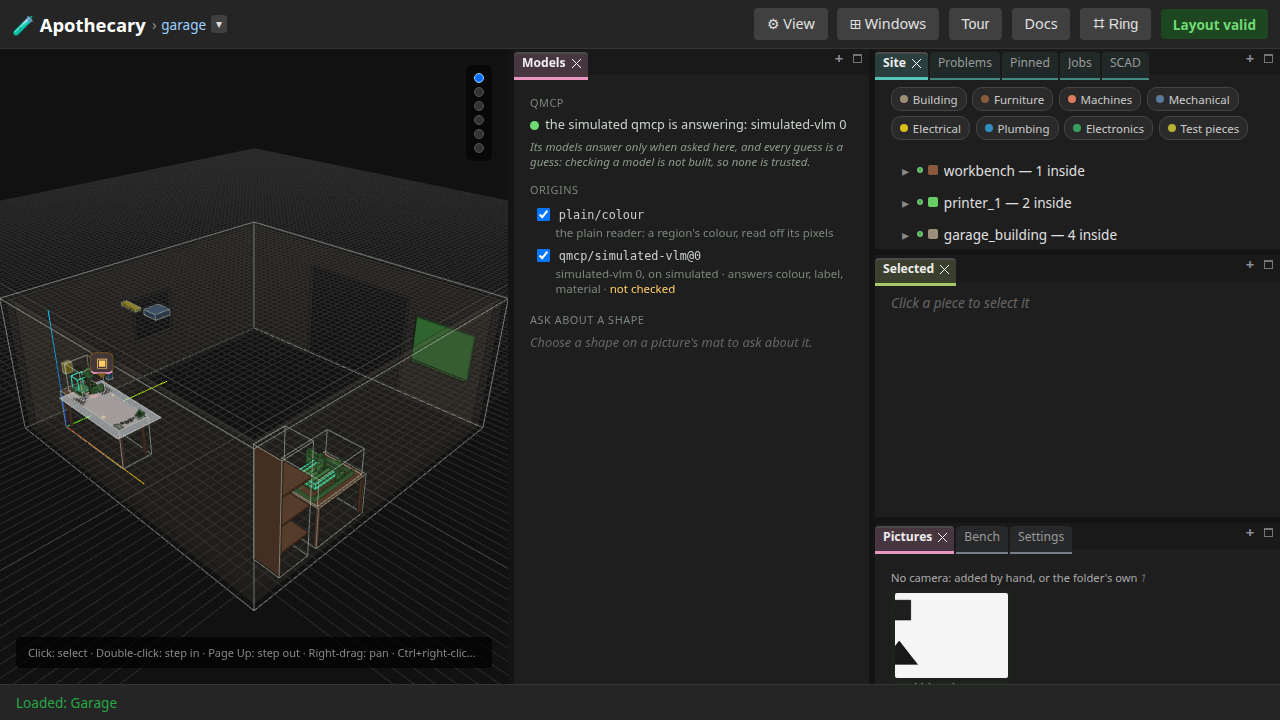 Apothecary › garage ▾
⚙ View
⊞ Windows
Tour
Docs
⌗ Ring
Layout valid
Click: select · Double-click: step in · Page Up: step out · Right-drag: pan · Ctrl+right-clic…
Models
QMCP
the simulated qmcp is answering: simulated-vlm 0
Its models answer only when asked here, and every guess is a
guess: checking a model is not built, so none is trusted.
ORIGINS
plain/colour
the plain reader: a region's colour, read off its pixels
qmcp/simulated-vlm@0
simulated-vlm 0, on simulated · answers colour, label,
material · not checked
ASK ABOUT A SHAPE
Choose a shape on a picture's mat to ask about it.
Site Problems Pinned Jobs SCAD
Building Furniture Machines Mechanical
Electrical Plumbing Electronics Test pieces
▸ workbench — 1 inside
▸ printer_1 — 2 inside
▸ garage_building — 4 inside
Selected
Click a piece to select it
Pictures Bench Settings
No camera: added by hand, or the folder's own 1
Loaded: Garage